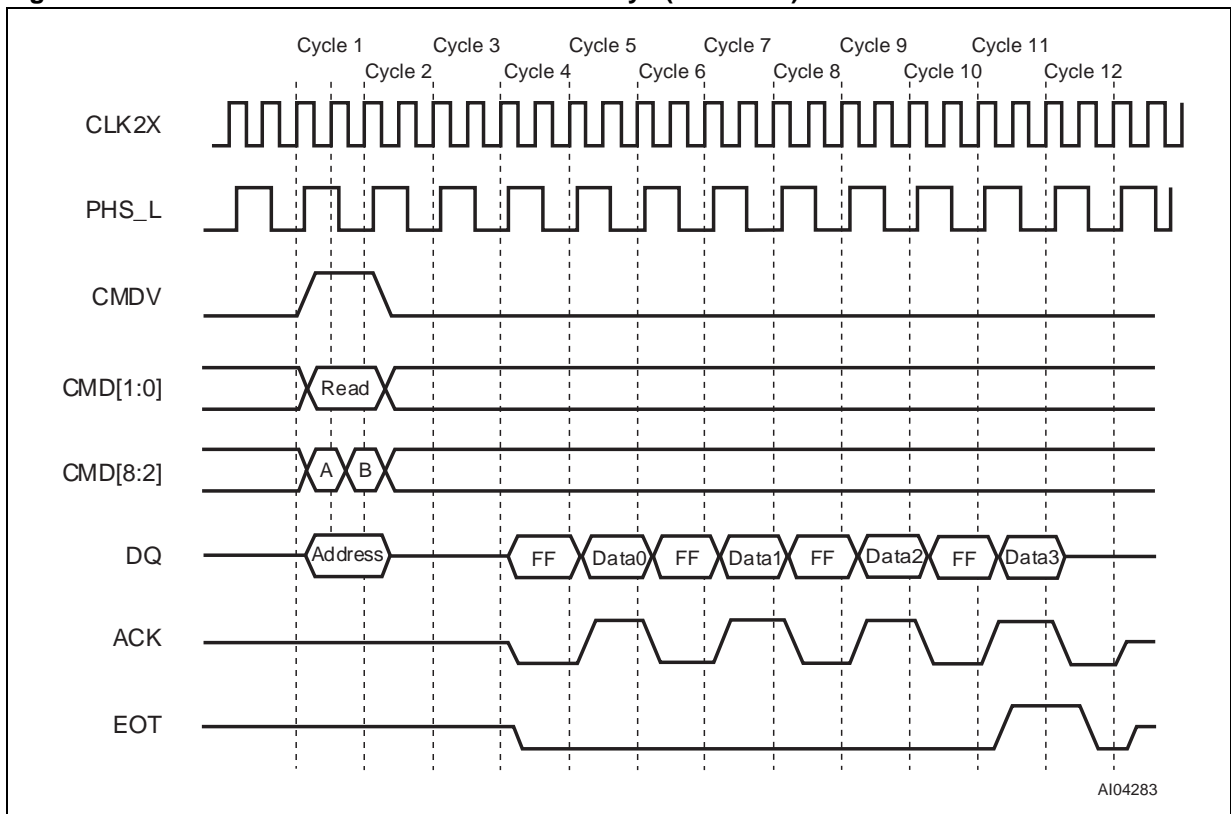 Cycle 1 Cycle 3 Cycle 5 Cycle 7 Cycle 9 Cycle 11
Cycle 2 Cycle 4 Cycle 6 Cycle 8 Cycle 10 Cycle 12
CLK2X
PHS_L
CMDV
CMD[1:0] Read
CMD[8:2] A B
DQ Address FF Data0 FF Data1 FF Data2 FF Data3
ACK
EOT
AI04283